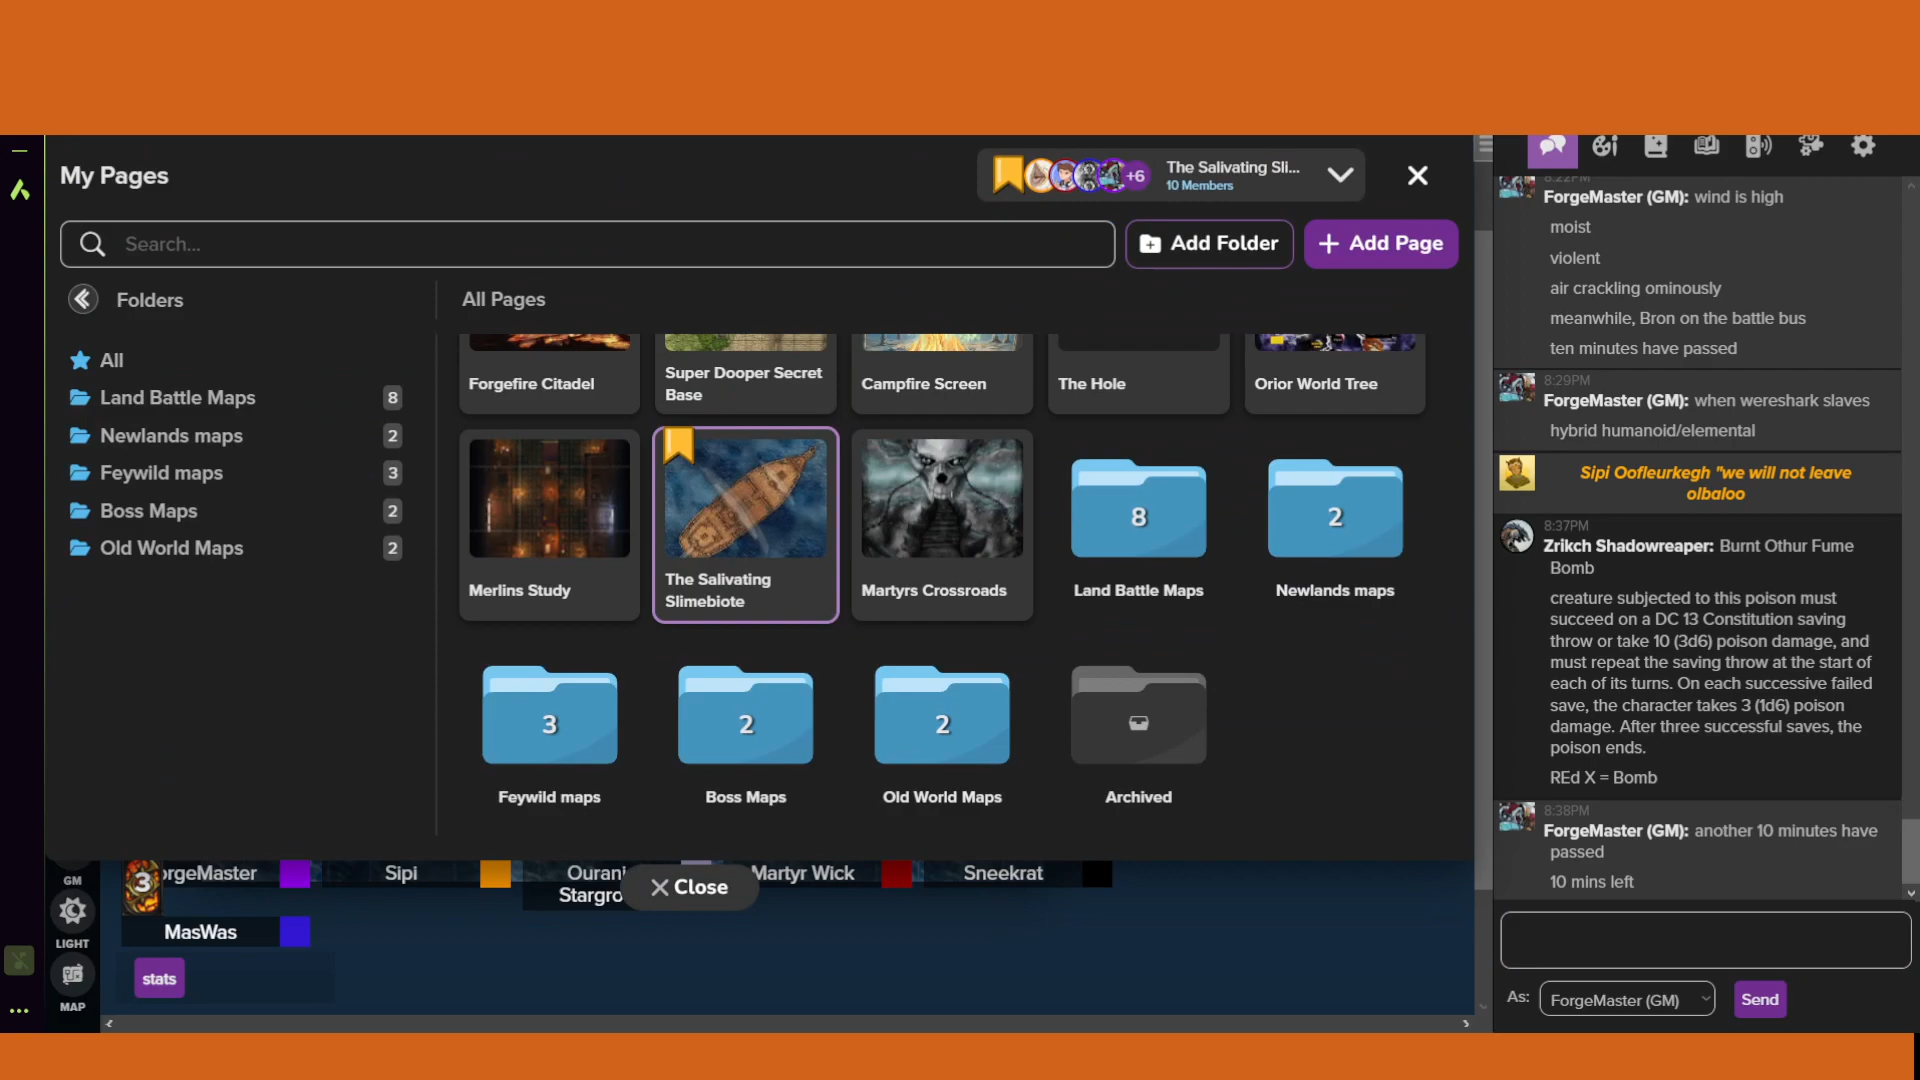 My Pages
+6
The Salivating Sli...
10 Members
Search...
Add Folder
Add Page
Folders
All Pages
All
Land Battle Maps
8
Newlands maps
2
Feywild maps
3
Boss Maps
2
Old World Maps
2
Forgefire Citadel
Super Dooper Secret
Base
Campfire Screen
The Hole
Orior World Tree
Merlins Study
The Salivating
Slimebiote
Martyrs Crossroads
8
Land Battle Maps
2
Newlands maps
3
Feywild maps
2
Boss Maps
2
Old World Maps
Archived
GM
LIGHT
MAP
3
orgeMaster
Sipi
Ourani
Stargro
Close
Martyr Wick
Sneekrat
MasWas
stats
8:22PM
ForgeMaster (GM): wind is high
moist
violent
air crackling ominously
meanwhile, Bron on the battle bus
ten minutes have passed
8:29PM
ForgeMaster (GM): when wereshark slaves
hybrid humanoid/elemental
Sipi Oofleurkegh "we will not leave
olbaloo
8:37PM
Zrikch Shadowreaper: Burnt Othur Fume
Bomb
creature subjected to this poison must
succeed on a DC 13 Constitution saving
throw or take 10 (3d6) poison damage, and
must repeat the saving throw at the start of
each of its turns. On each successive failed
save, the character takes 3 (1d6) poison
damage. After three successful saves, the
poison ends.
REd X = Bomb
8:38PM
ForgeMaster (GM): another 10 minutes have
passed
10 mins left
As:
ForgeMaster (GM)
Send